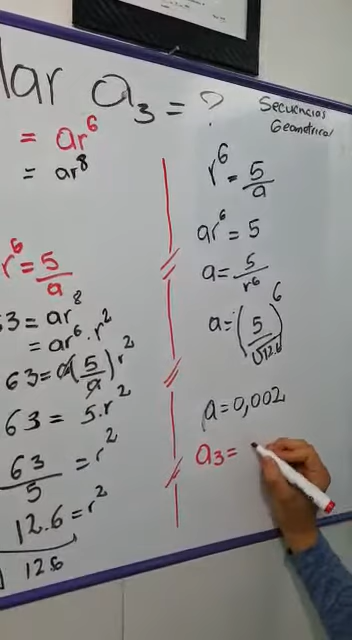 lar a₃ = ?
Secuencias
Geometricas
= ar⁶
= ar⁸
r⁶ = 5/a
63 = ar⁸
= ar⁶ · r²
63 = a(5/a) r²
63 = 5.r²
63/5 = r²
12.6 = r²
12.6
r⁶ = 5/a
ar⁶ = 5
a = 5/r⁶
a = (5/√12.6)⁶
a = 0,002
a₃ =